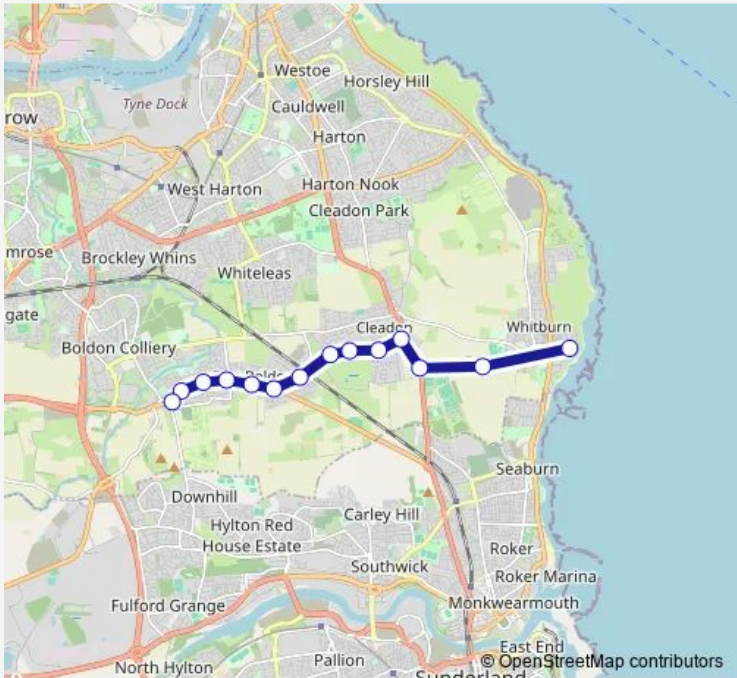 Westoe
Horsley Hill
Tyne Dock
Cauldwell
row
Harton
West Harton
Harton Nook
Cleadon Park
mrose
Brockley Whins
Whiteleas
gate
Cleadon
Whitburn
Boldon Colliery
Seaburn
Downhill
Hylton Red
House Estate
Carley Hill
Roker
Southwick
Roker Marina
Fulford Grange
Monkwearmouth
East End
North Hylton
Pallion
Sunderland
© OpenStreetMap contributors